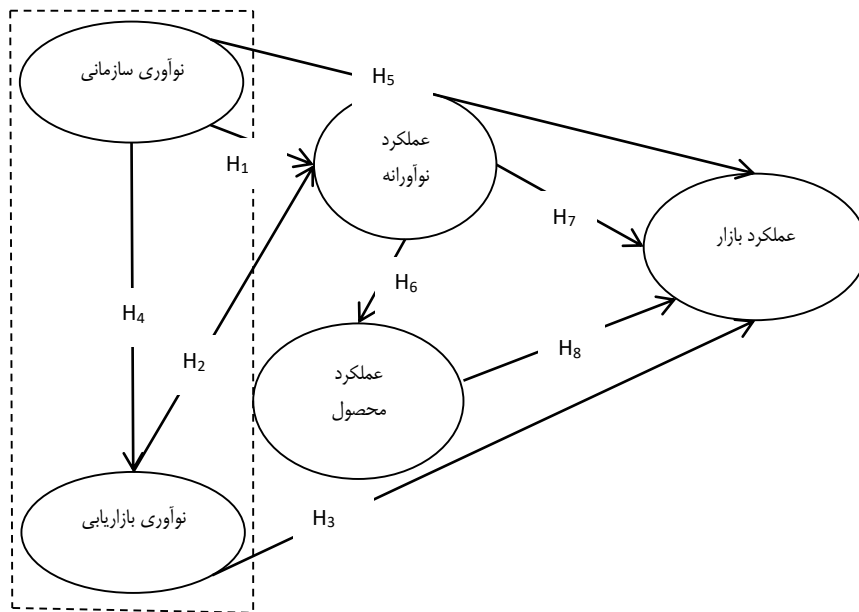 نوآوری سازمانی
H5
عملکرد
نوآورانه
H1
H7
عملکرد بازار
H6
H4
H2
H8
عملکرد
محصول
نوآوری بازاریابی
H3